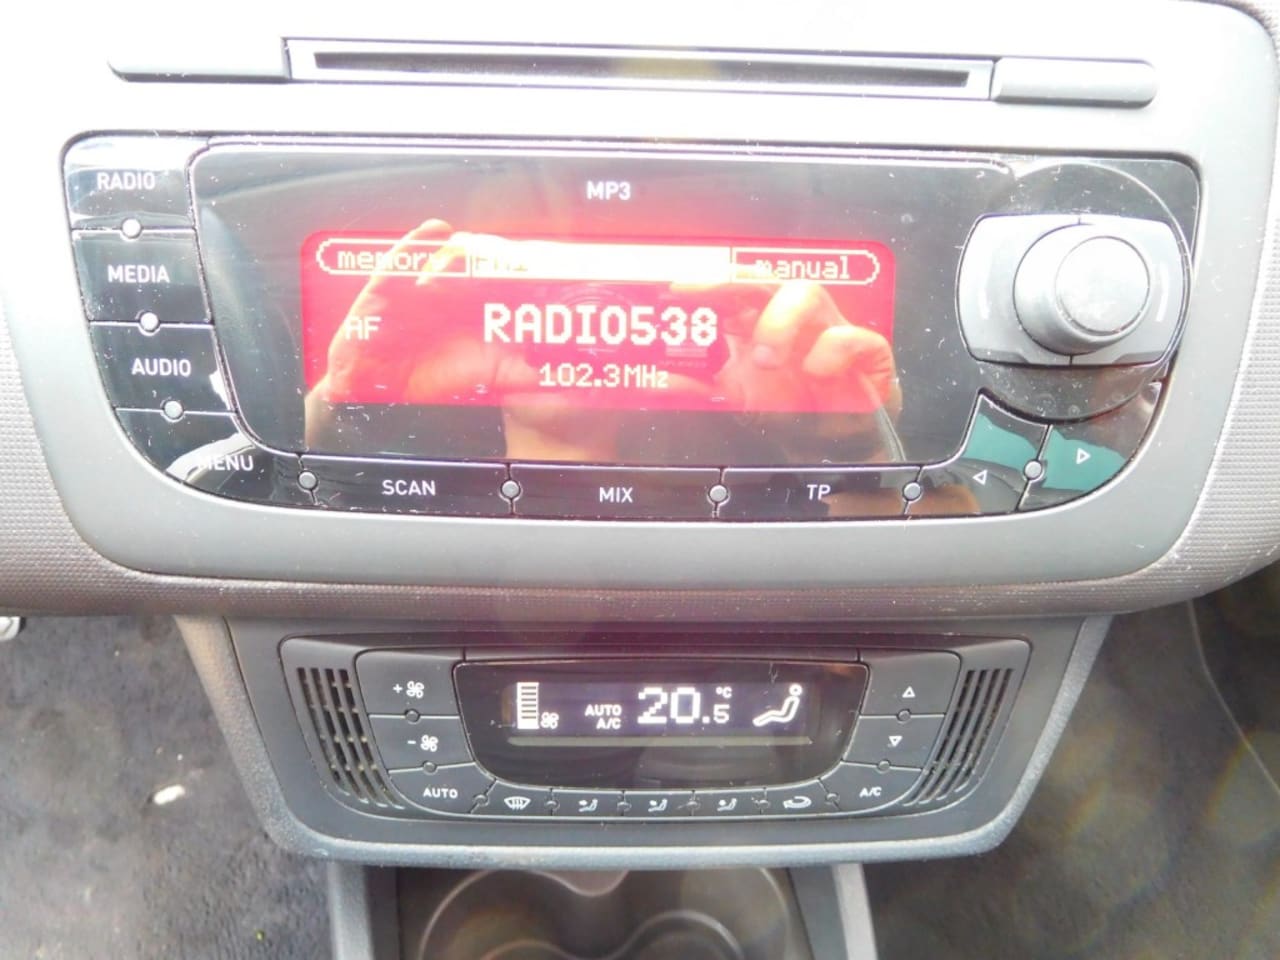 MP3
RADIO
MEDIA
AUDIO
MENU
memory
manual
AF
RADIO538
102.3MHz
SCAN
MIX
TP
+
-
AUTO
A/C
20.5
°C
AUTO
A/C